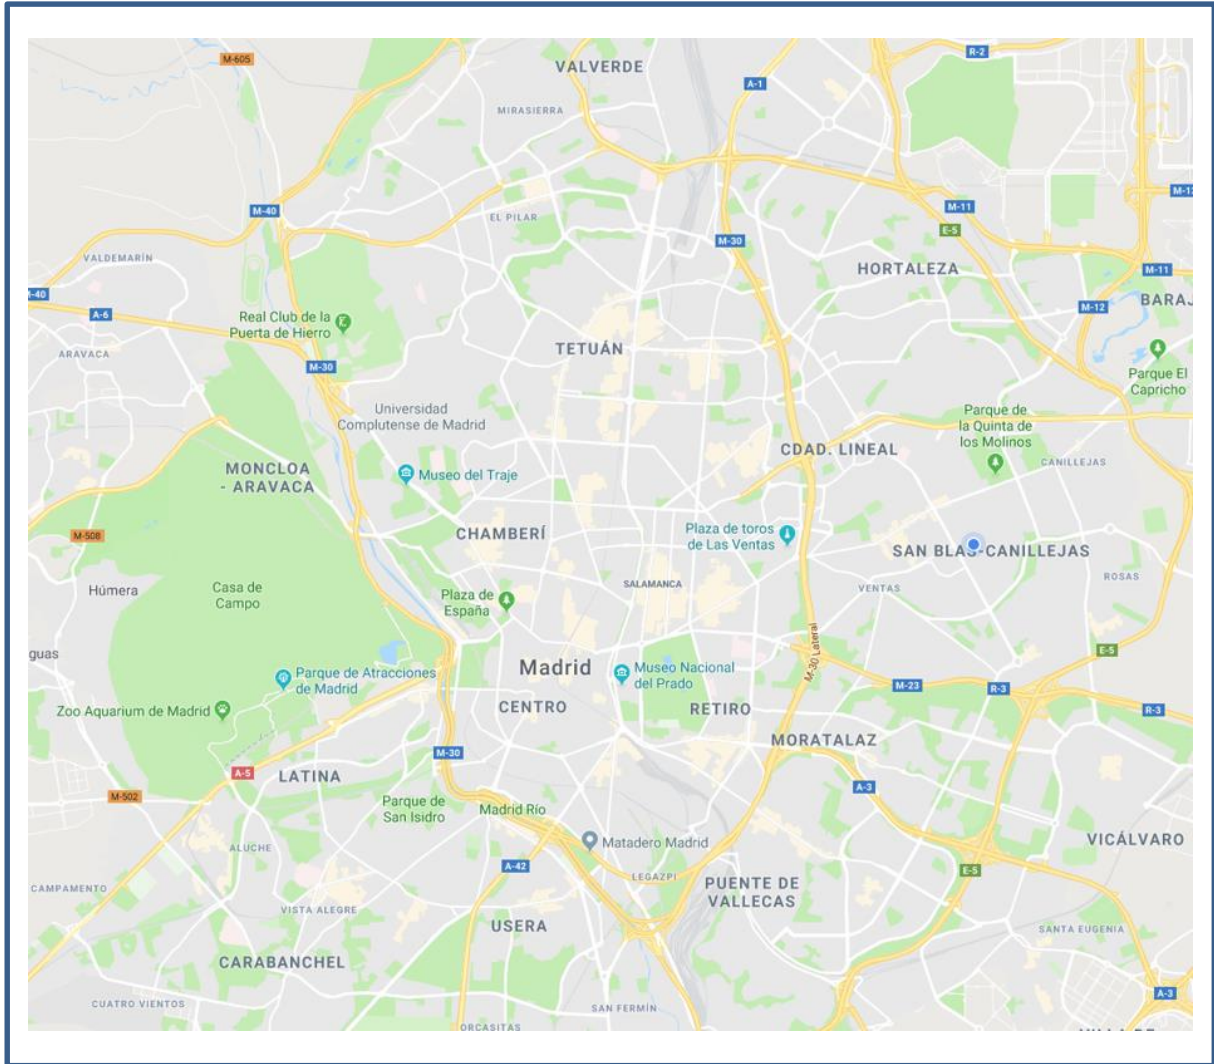 M-605
VALVERDE
R-2
A-1
MIRASIERRA
M-40
EL PILAR
M-11
E-5
M-30
VALDEMARÍN
HORTALEZA
M-11
-40
A-6
BARAJ
M-12
Real Club de la
Puerta de Hierro
TETUÁN
ARAVACA
M-30
Parque El
Capricho
Universidad
Complutense de Madrid
Parque de
la Quinta de
los Molinos
CDAD. LINEAL
CANILLEJAS
MONCLOA
- ARAVACA
Museo del Traje
M-508
CHAMBERÍ
Plaza de toros
de Las Ventas
SAN BLAS-CANILLEJAS
ROSAS
Húmera
Casa de
Campo
Plaza de
España
SALAMANCA
VENTAS
guas
M-30 Lateral
E-5
Madrid
Museo Nacional
del Prado
Parque de Atracciones
de Madrid
M-23
R-3
Zoo Aquarium de Madrid
CENTRO
RETIRO
R-3
MORATALAZ
M-30
A-5
LATINA
A-3
M-502
Parque de
San Isidro
Madrid Río
Matadero Madrid
VICÁLVARO
ALUCHE
A-42
LEGAZPI
E-5
CAMPAMENTO
PUENTE DE
VALLECAS
VISTA ALEGRE
USERA
SANTA EUGENIA
CARABANCHEL
CUATRO VIENTOS
SAN FERMÍN
A-3
ORCASITAS